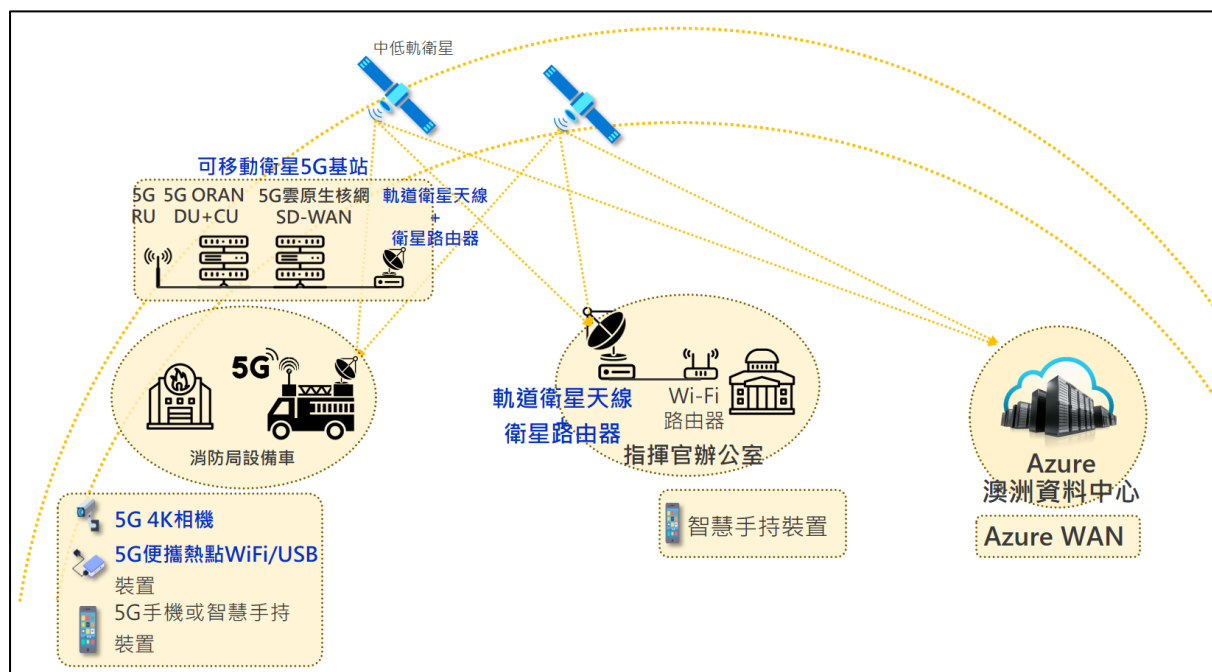 中低軌衛星
可移動衛星5G基站
5G
RU
5G ORAN
DU+CU
5G雲原生核網
SD-WAN
軌道衛星天線
+
衛星路由器
5G
消防局設備車
軌道衛星天線
+
衛星路由器
Wi-Fi
路由器
指揮官辦公室
Azure
澳洲資料中心
Azure WAN
5G 4K相機
5G便攜熱點WiFi/USB
裝置
5G手機或智慧手持
裝置
智慧手持裝置